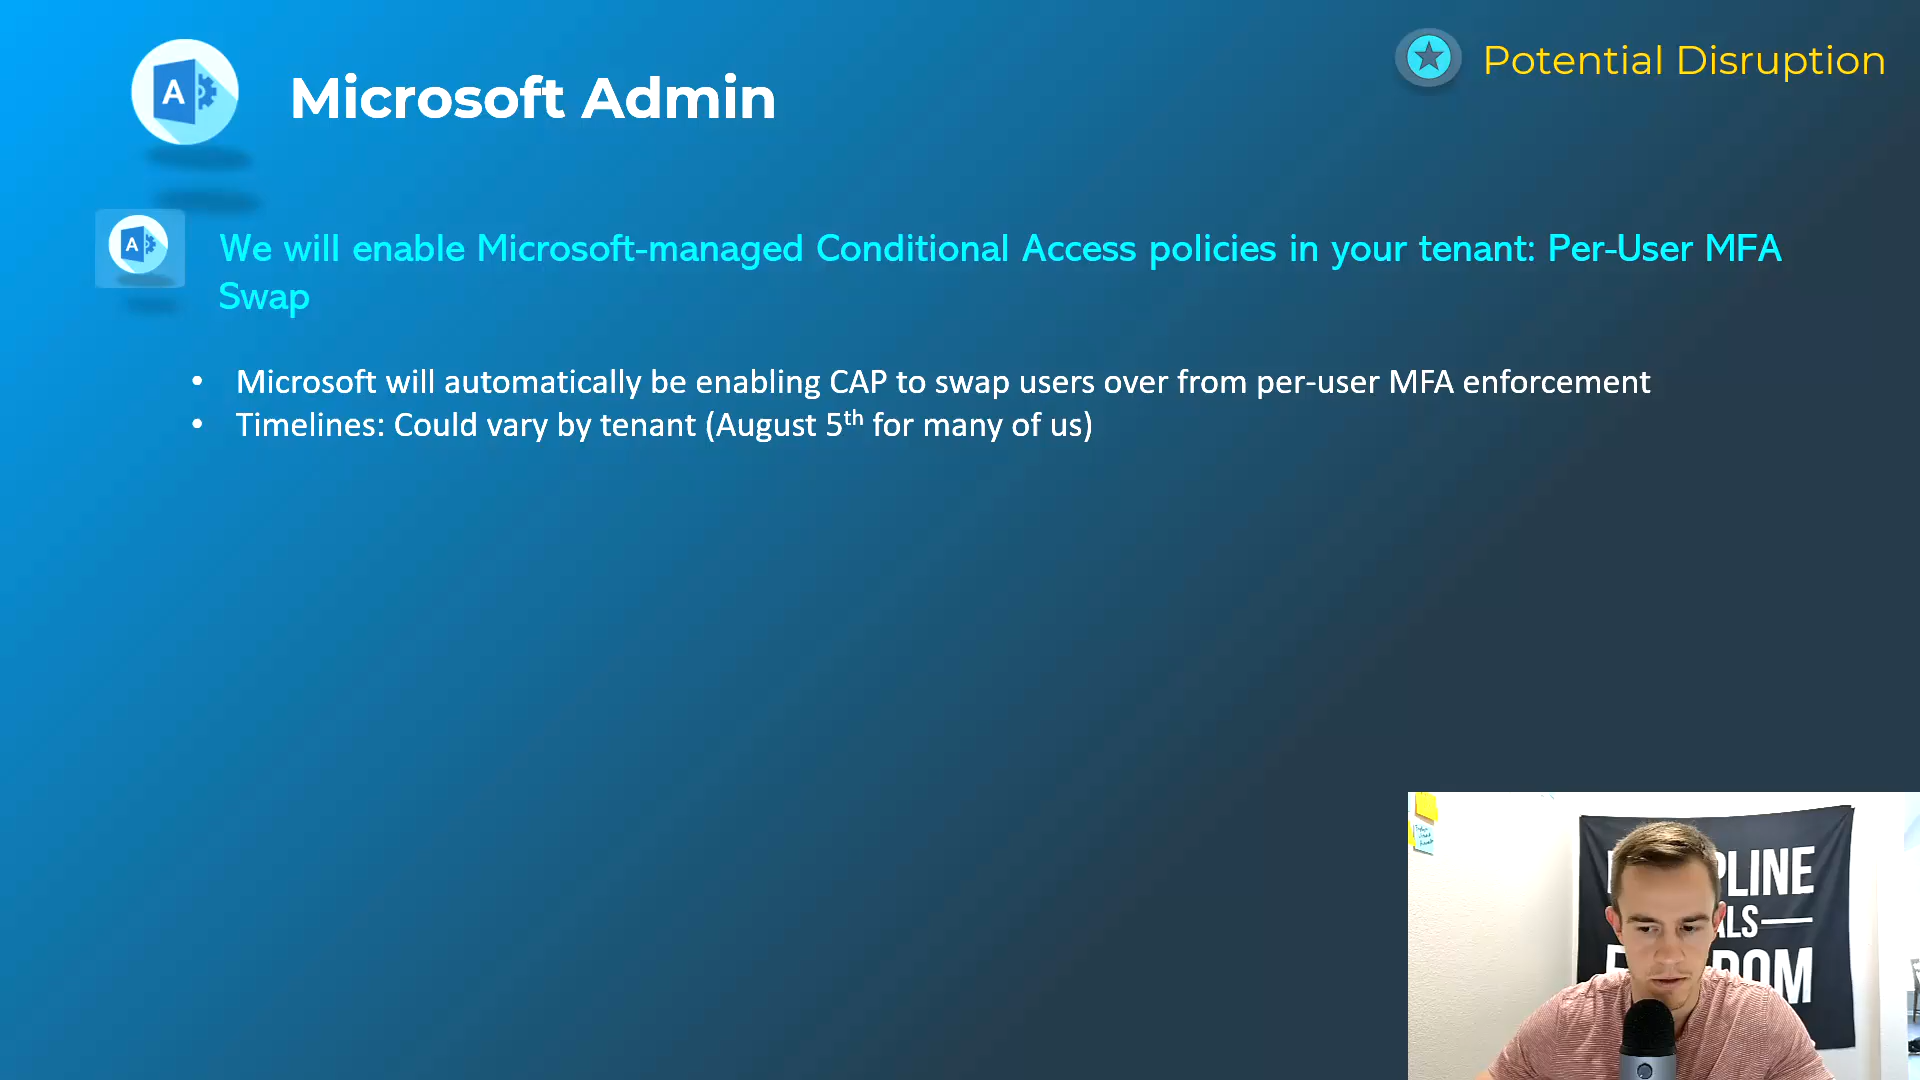 Potential Disruption
A
Microsoft Admin
A
We will enable Microsoft-managed Conditional Access policies in your tenant: Per-User MFA
Swap
• Microsoft will automatically be enabling CAP to swap users over from per-user MFA enforcement
• Timelines: Could vary by tenant (August 5th for many of us)